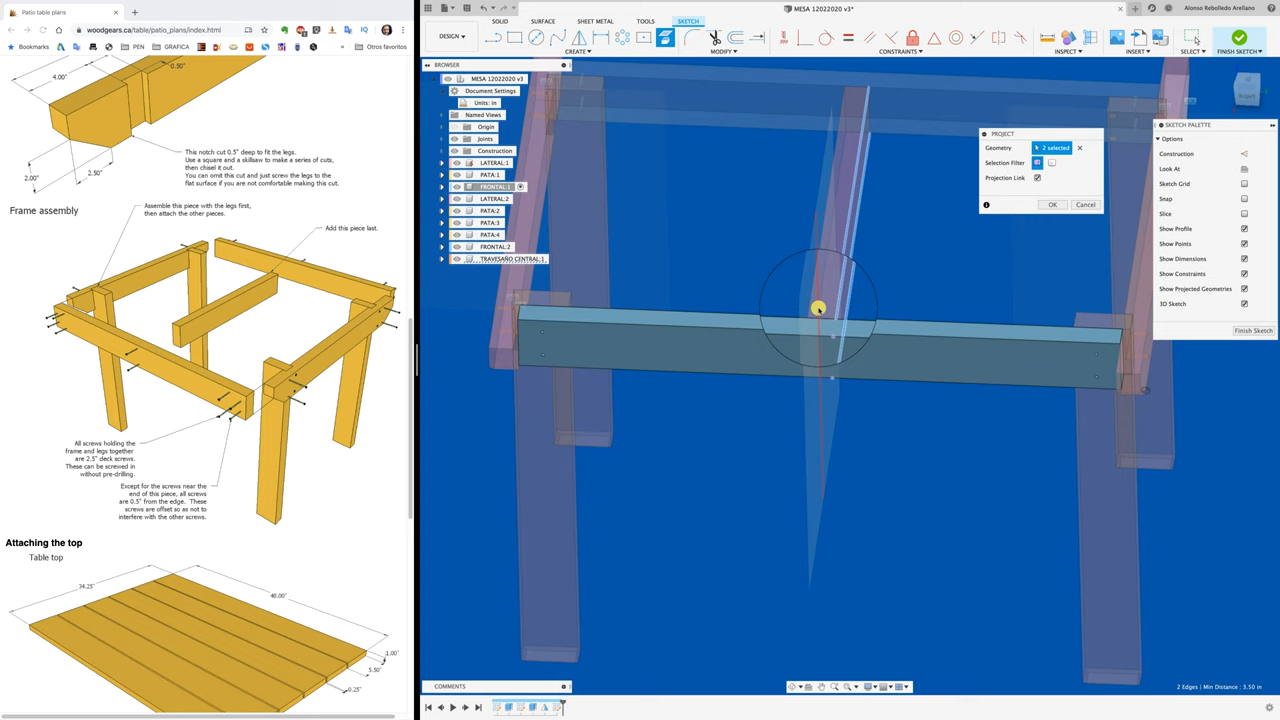 Patio table plans
woodgears.ca/table/patio_plans/index.html
Bookmarks
PEN
GRAFICA
IQ
Otros favoritos
4.00"
0.50"
This notch cut 0.5" deep to fit the legs.
Use a square and a skillsaw to make a series of cuts,
then chisel it out.
You can omit this cut and just screw the legs to the
flat surface if you are not comfortable making this cut.
2.00"
2.50"
Frame assembly
Assemble this piece with the legs first,
then attach the other pieces.
Add this piece last.
All screws holding the
frame and legs together
are 2.5" deck screws.
These can be screwed in
without pre-drilling.
Except for the screws near the
end of this piece, all screws
are 0.5" from the edge. These
are offset so as not to
interfere with the other screws.
Attaching the top
Table top
34.25"
48.00"
1.00"
5.50"
0.25"
MESA 12022020 v3*
Alonso Rebolledo Arellano
SOLID
SURFACE
SHEET METAL
TOOLS
SKETCH
DESIGN
CREATE
MODIFY
CONSTRAINTS
INSPECT
INSERT
SELECT
FINISH SKETCH
BROWSER
MESA 12022020 v3
Document Settings
Units: in
Named Views
Origin
Joints
Construction
LATERAL:1
PATA:1
FRONTAL:1
LATERAL:2
PATA:2
PATA:3
PATA:4
FRONTAL:2
TRAVESAÑO CENTRAL:1
PROJECT
Geometry
2 selected
Selection Filter
Projection Link
OK
Cancel
SKETCH PALETTE
Options
Construction
Look At
Sketch Grid
Snap
Slice
Show Profile
Show Points
Show Dimensions
Show Constraints
Show Projected Geometries
3D Sketch
Finish Sketch
COMMENTS
2 Edges | Min Distance : 3.50 in